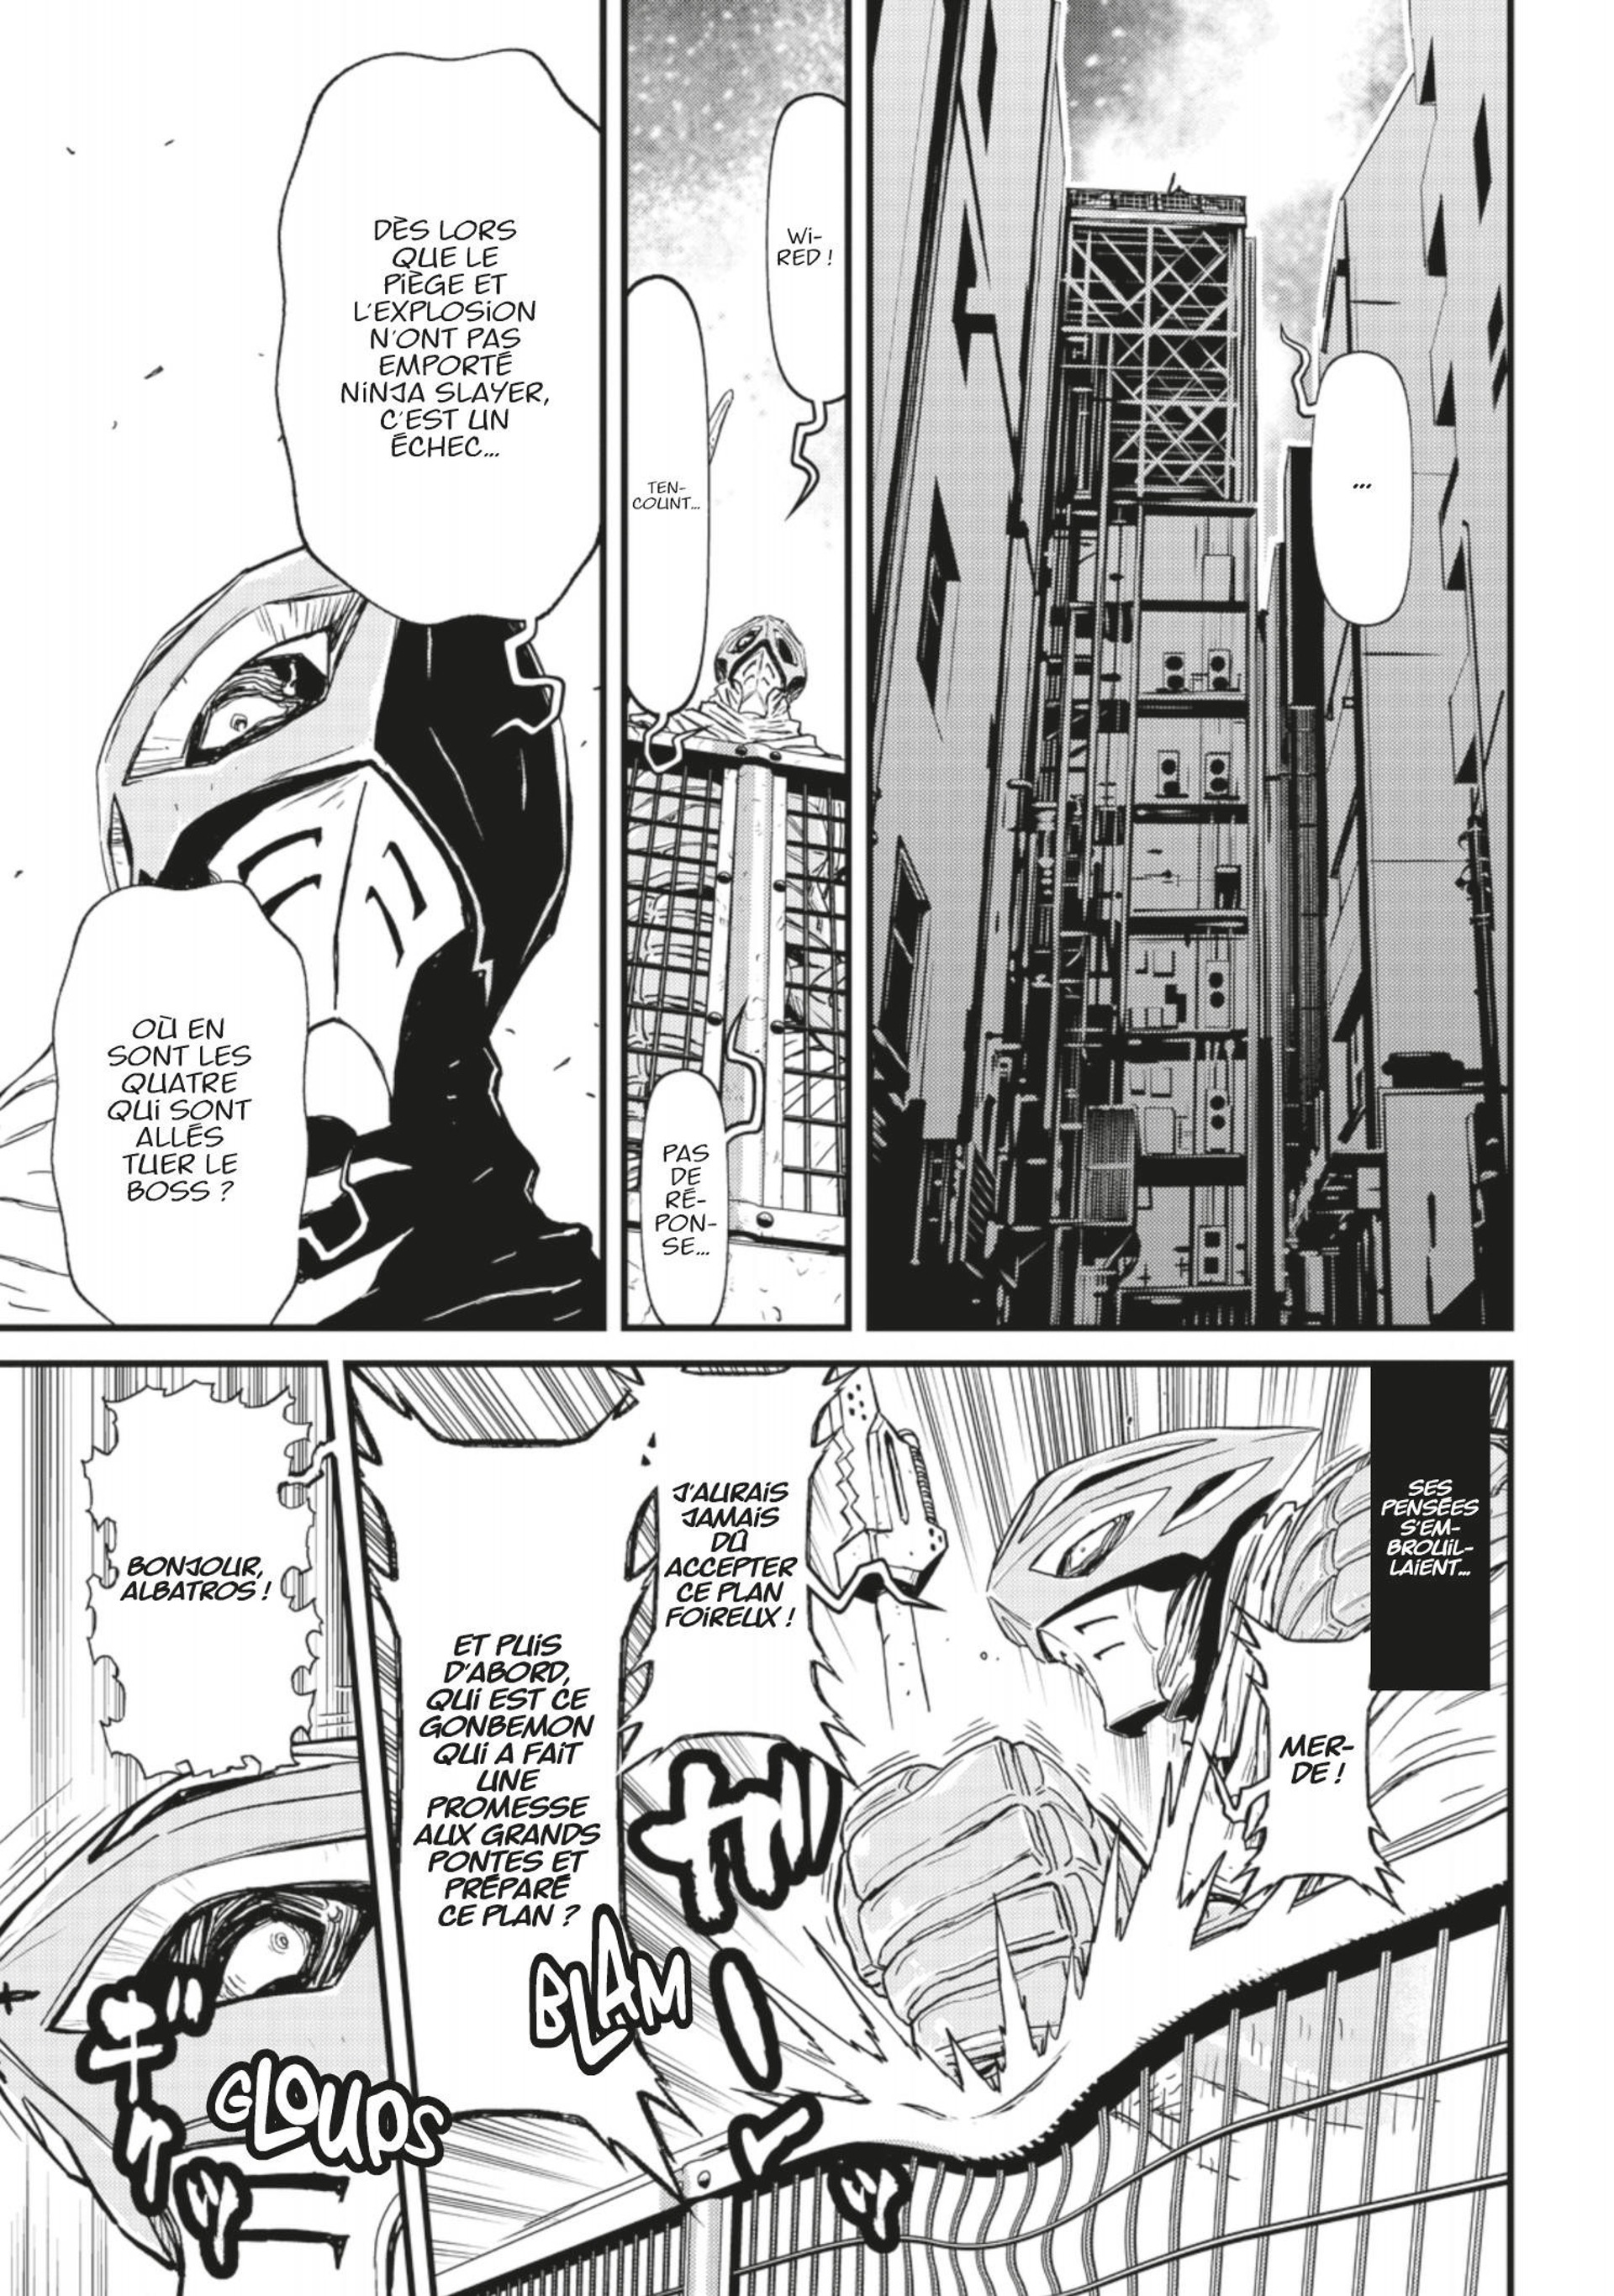 ...
Wi-
RED !
TEN-
COUNT...
PAS
DE
RÉ-
PON-
SE...
DÈS LORS
QUE LE
PIÈGE ET
L'EXPLOSION
N'ONT PAS
EMPORTÉ
NINJA SLAYER,
C'EST UN
ÉCHEC...
OÙ EN
SONT LES
QUATRE
QUI SONT
ALLÉS
TUER LE
BOSS ?
SES
PENSÉES
S'EM-
BROUIL-
LAIENT...
MER-
DE !
J'AURAIS
JAMAIS
DÛ
ACCEPTER
CE PLAN
FOIREUX !
ET PUIS
D'ABORD,
QUI EST CE
GONBEMON
QUI A FAIT
UNE
PROMESSE
AUX GRANDS
PONTES ET
PRÉPARÉ
CE PLAN ?
BLAM
BONJOUR,
ALBATROS !
GLOUPS